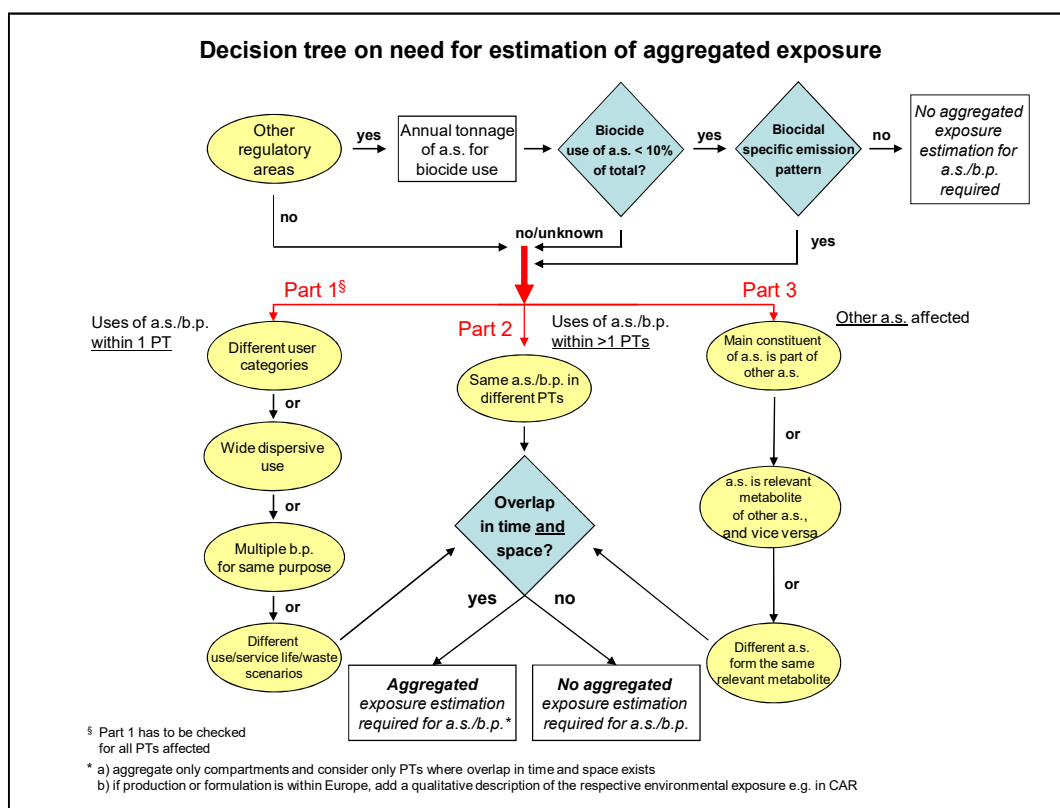 Decision tree on need for estimation of aggregated exposure
Other
regulatory
areas
yes
Annual tonnage
of a.s. for
biocide use
Biocide
use of a.s. < 10%
of total?
yes
Biocidal
specific emission
pattern
no
No aggregated
exposure
estimation for
a.s./b.p.
required
no
no/unknown
yes
Part 1§
Part 2
Part 3
Uses of a.s./b.p.
within 1 PT
Uses of a.s./b.p.
within >1 PTs
Other a.s. affected
Different user
categories
or
Wide dispersive
use
or
Multiple b.p.
for same purpose
or
Different
use/service life/waste
scenarios
Same a.s./b.p. in
different PTs
Overlap
in time and
space?
yes
no
Main constituent
of a.s. is part of
other a.s.
or
a.s. is relevant
metabolite
of other a.s.,
and vice versa
or
Different a.s.
form the same
relevant metabolite
Aggregated
exposure estimation
required for a.s./b.p.*
No aggregated
exposure estimation
required for a.s./b.p.
§ Part 1 has to be checked
for all PTs affected
* a) aggregate only compartments and consider only PTs where overlap in time and space exists
b) if production or formulation is within Europe, add a qualitative description of the respective environmental exposure e.g. in CAR